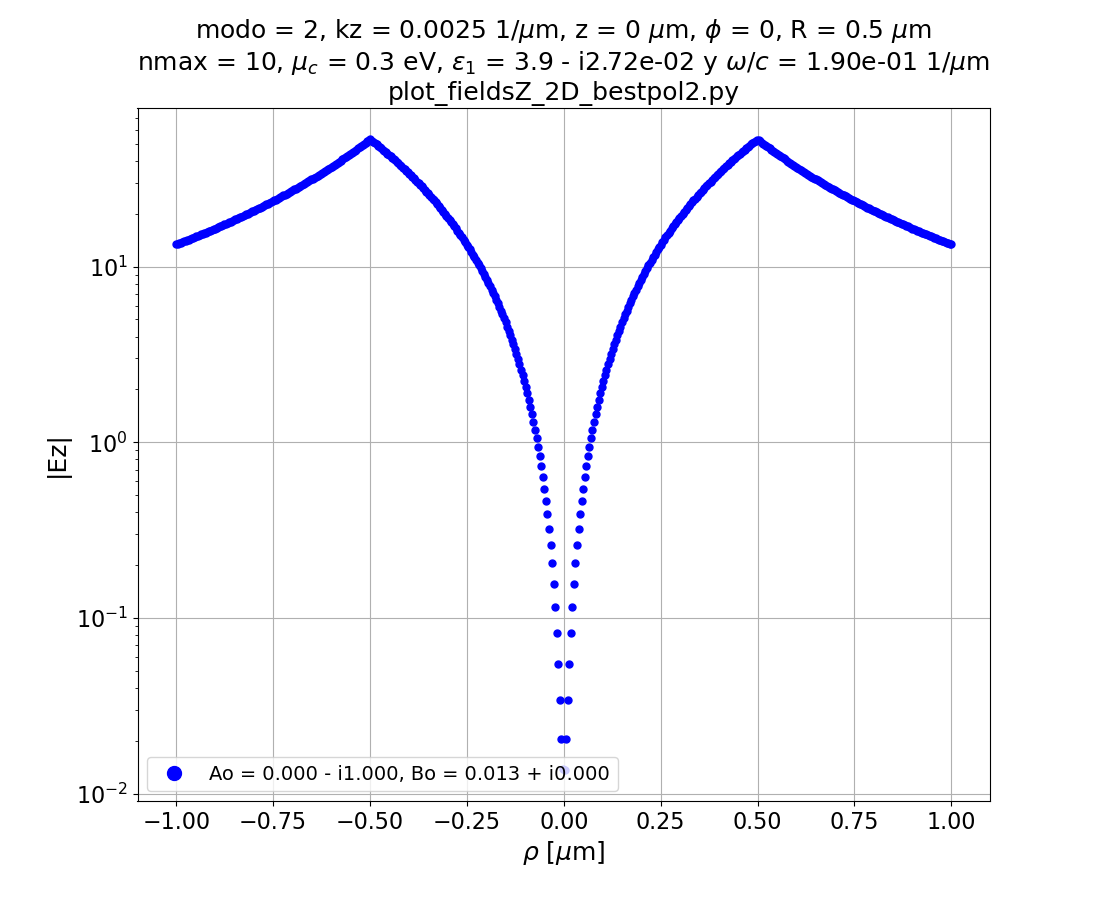 modo = 2, kz = 0.0025 1/μm, z = 0 μm, ϕ = 0, R = 0.5 μm
nmax = 10, μc = 0.3 eV, ε1 = 3.9 - i2.72e-02 y ω/c = 1.90e-01 1/μm
plot_fieldsZ_2D_bestpol2.py
|Ez|
10^1
10^0
10^−1
10^−2
Ao = 0.000 - i1.000, Bo = 0.013 + i0.000
−1.00 −0.75 −0.50 −0.25 0.00 0.25 0.50 0.75 1.00
ρ [μm]